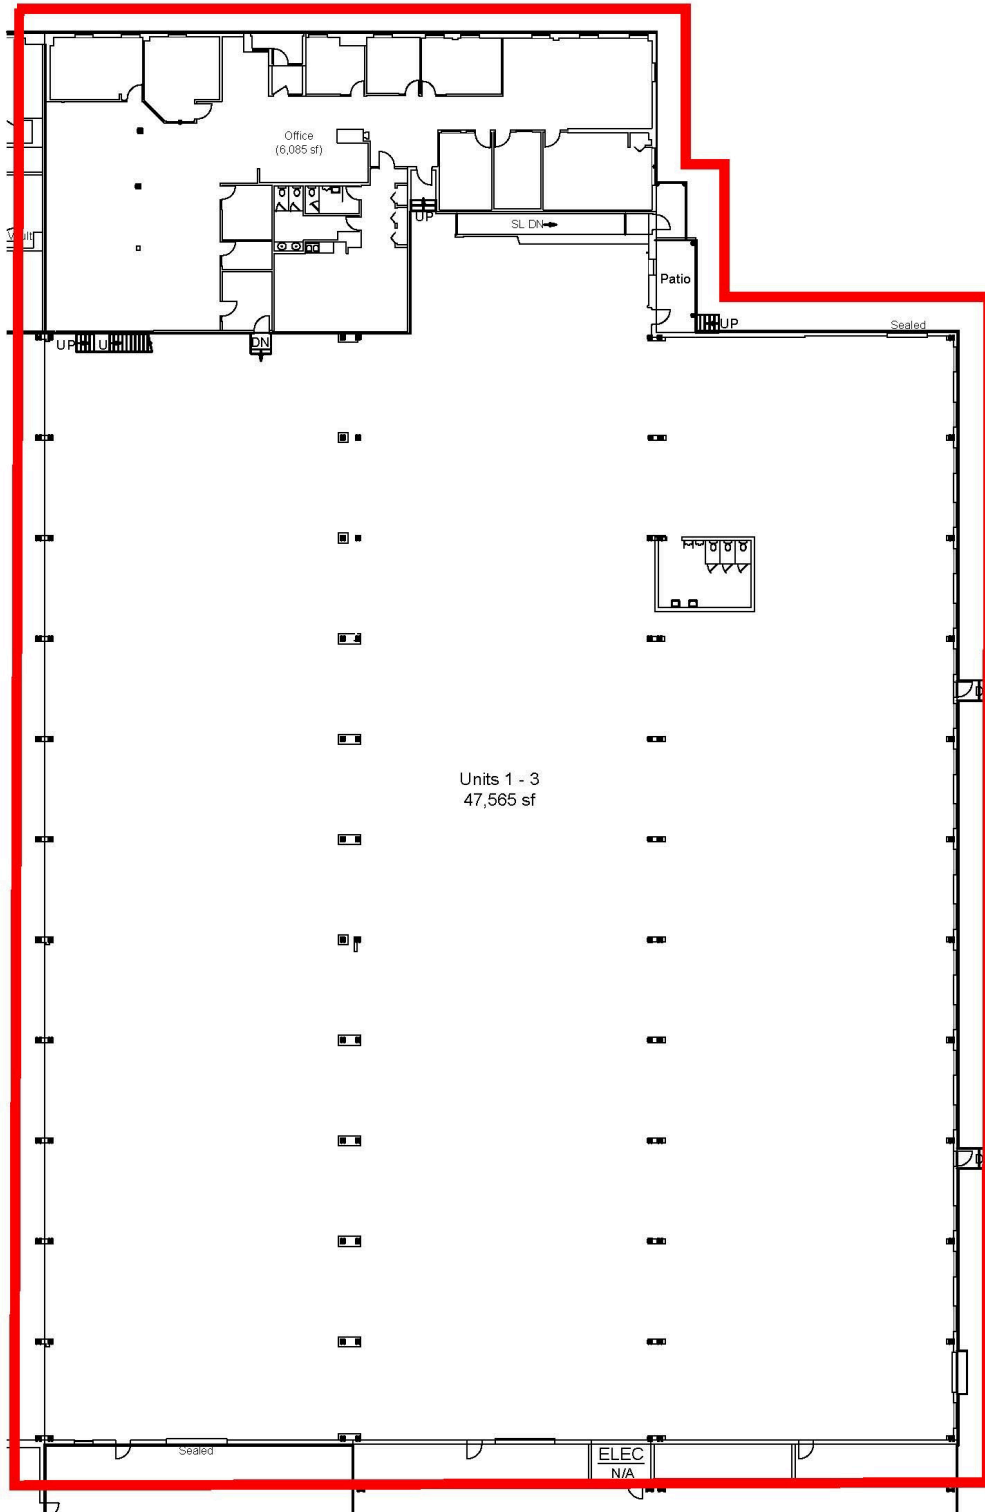 Office
(6,085 sf)
UP
SL DN
Patio
UP
Sealed
UP
U
DN
Units 1 - 3
47,565 sf
Sealed
ELEC
N/A